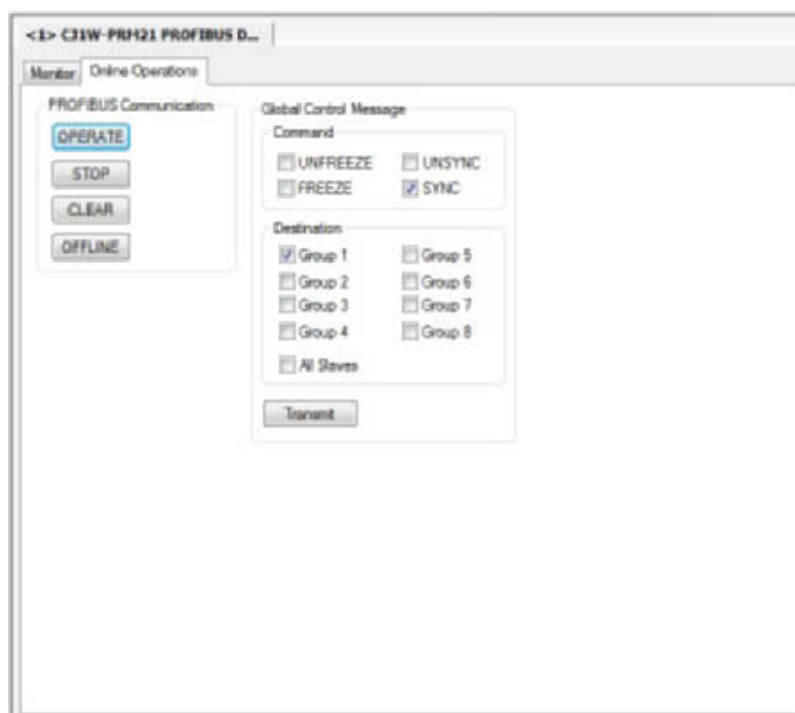 <1> CJ1W-PRM21 PROFIBUS D...
Monitor Online Operations
PROFIBUS Communication
OPERATE
STOP
CLEAR
OFFLINE
Global Control Message
Command
UNFREEZE UNSYNC
FREEZE SYNC
Destination
Group 1 Group 5
Group 2 Group 6
Group 3 Group 7
Group 4 Group 8
All Slaves
Transmit